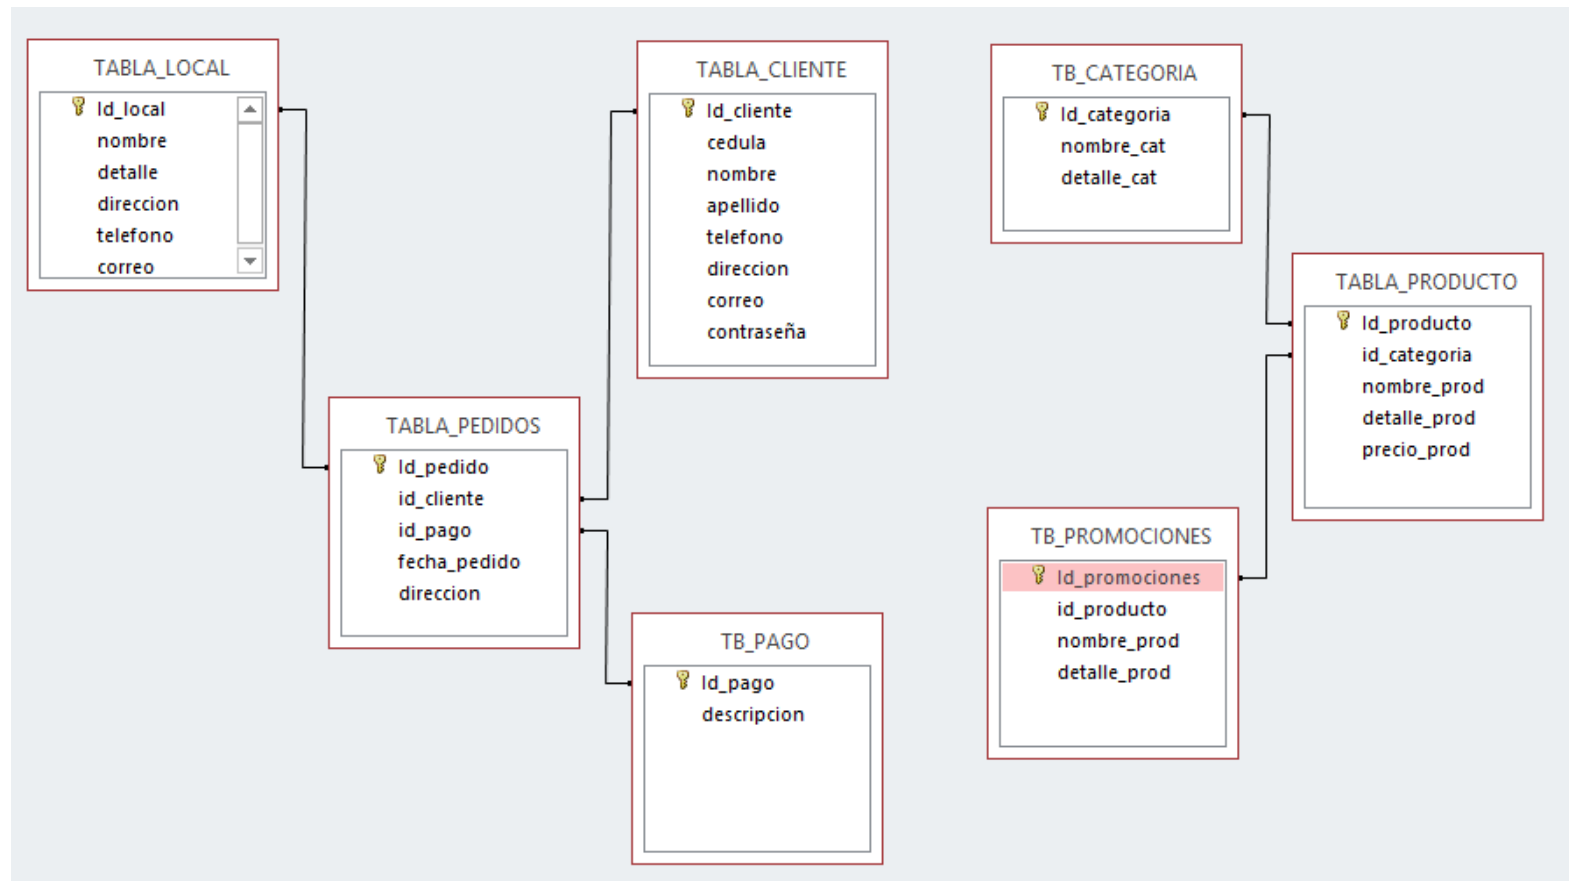 TABLA_LOCAL
Id_local
nombre
detalle
direccion
telefono
correo
TABLA_CLIENTE
Id_cliente
cedula
nombre
apellido
telefono
direccion
correo
contraseña
TB_CATEGORIA
Id_categoria
nombre_cat
detalle_cat
TABLA_PRODUCTO
Id_producto
id_categoria
nombre_prod
detalle_prod
precio_prod
TABLA_PEDIDOS
Id_pedido
id_cliente
id_pago
fecha_pedido
direccion
TB_PROMOCIONES
Id_promociones
id_producto
nombre_prod
detalle_prod
TB_PAGO
Id_pago
descripcion